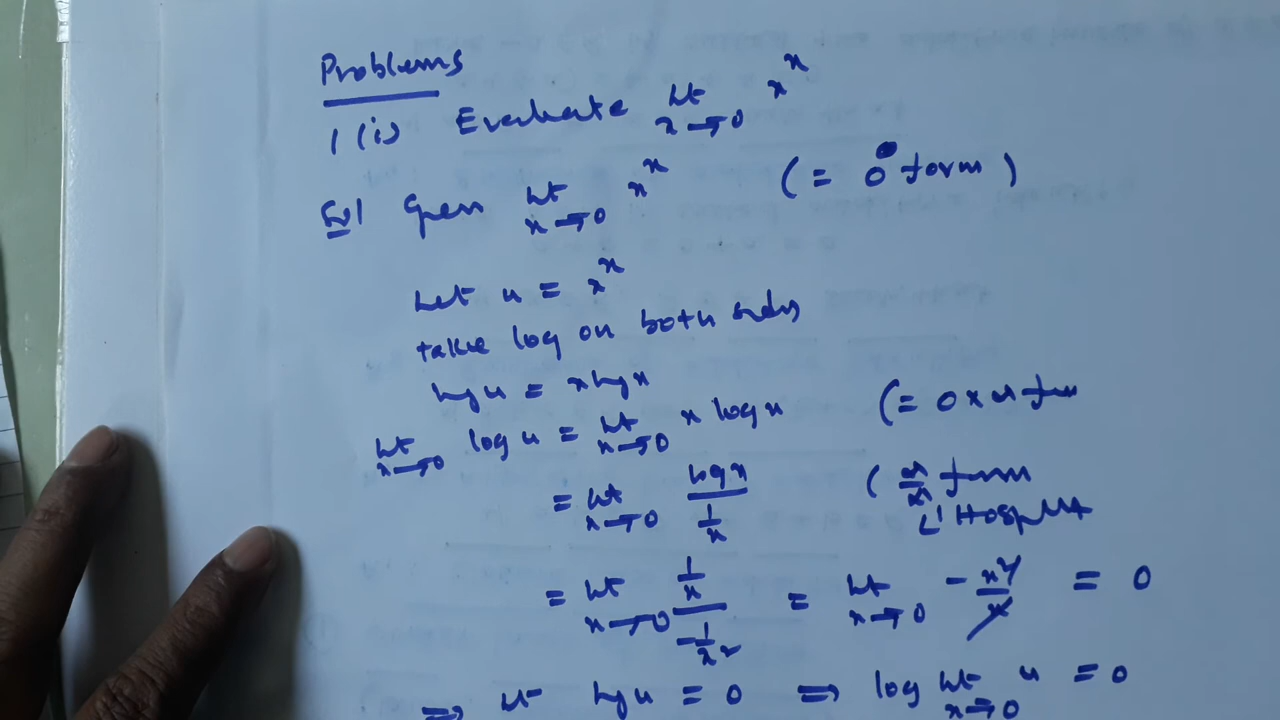 Problems
1 (i) Evaluate Lt x→0 x^x
Sol Given Lt x→0 x^x (= 0^0 form)
Let u = x^x
take log on both sides
log u = x log x
Lt x→0 log u = Lt x→0 x log x (= 0 × ∞ form
= Lt x→0 log x / (1/x) (∞/∞ form
L' Hospital
= Lt x→0 (1/x) / (-1/x²) = Lt x→0 - x²/x = 0
⇒ Lt log u = 0 ⇒ log Lt x→0 u = 0